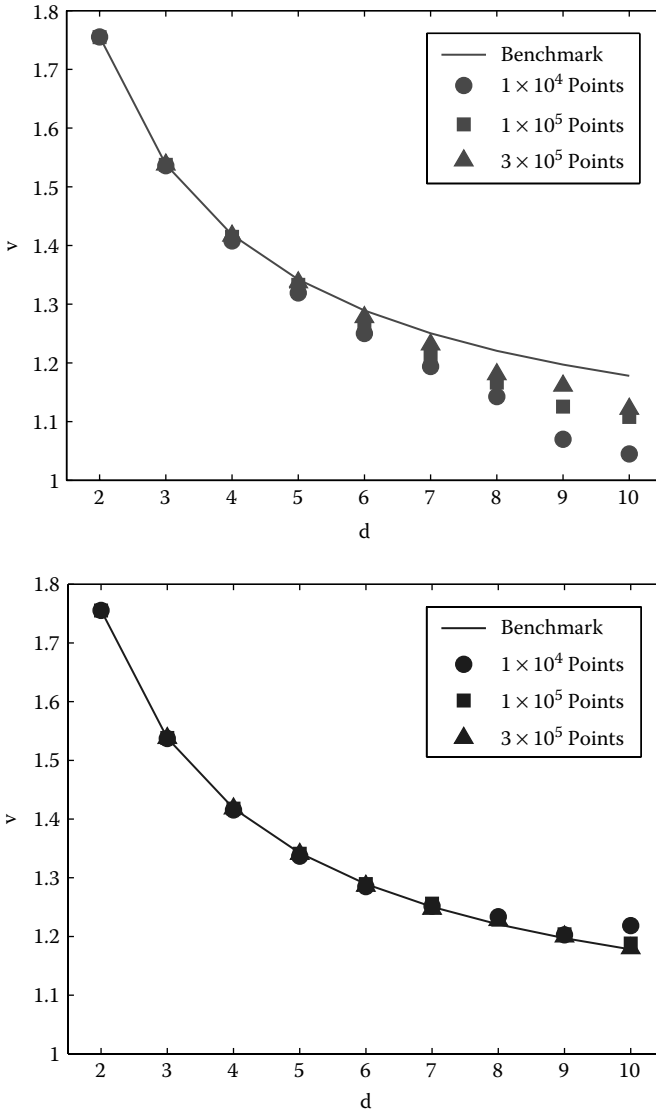 1.8
1.7
1.6
1.5
1.4
1.3
1.2
1.1
1
v
2 3 4 5 6 7 8 9 10
d
Benchmark
1 × 10⁴ Points
1 × 10⁵ Points
3 × 10⁵ Points
1.8
1.7
1.6
1.5
1.4
1.3
1.2
1.1
1
v
2 3 4 5 6 7 8 9 10
d
Benchmark
1 × 10⁴ Points
1 × 10⁵ Points
3 × 10⁵ Points